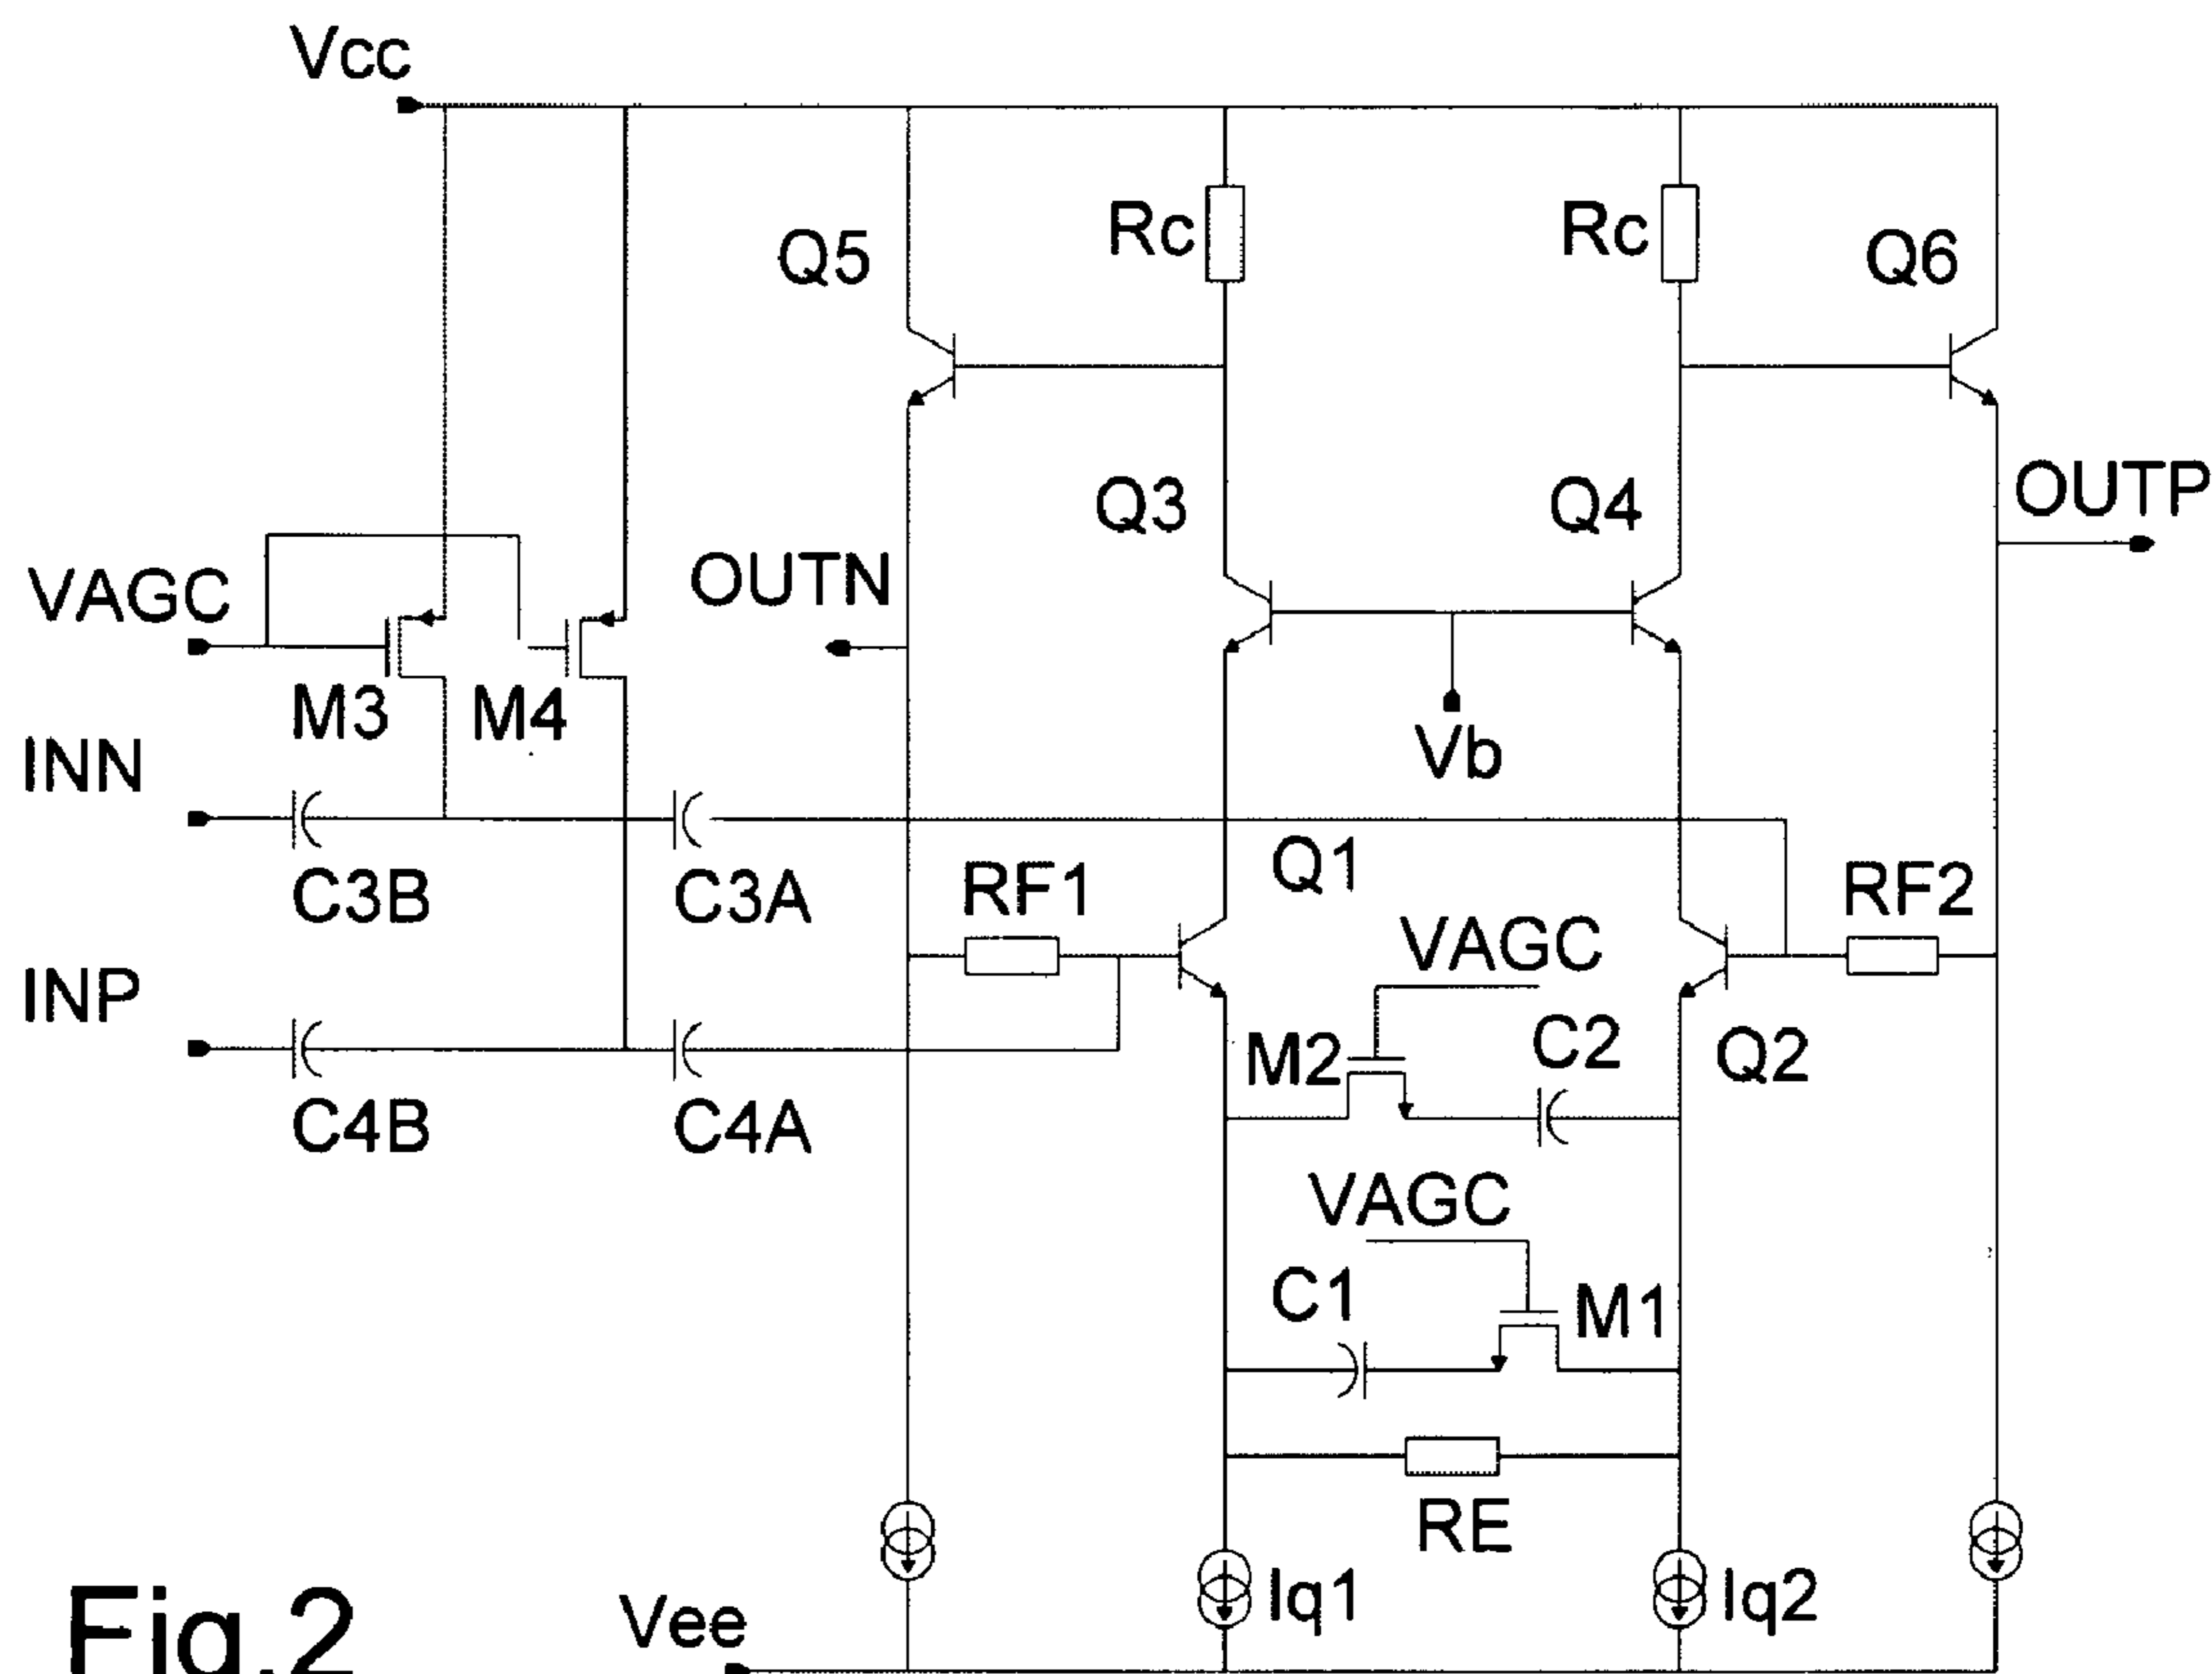 Vcc
Rc
Rc
Q5
Q6
Q3
Q4
OUTP
VAGC
OUTN
M3
M4
INN
Vb
C3B
C3A
RF1
Q1
RF2
VAGC
INP
M2
C2
Q2
C4B
C4A
VAGC
C1
M1
RE
Iq1
Iq2
Vee
Fig.2